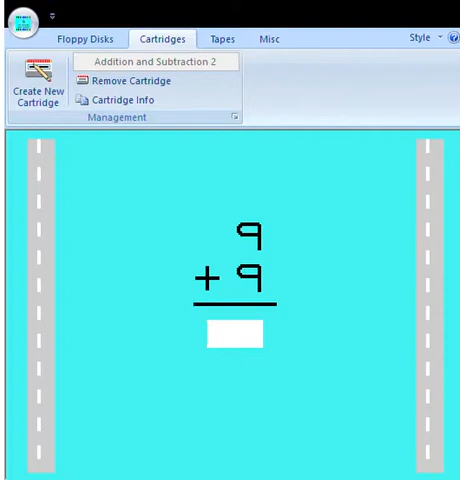 Floppy Disks Cartridges Tapes Misc Style
Addition and Subtraction 2
Create New Cartridge
Remove Cartridge
Cartridge Info
Management
9
+ 9